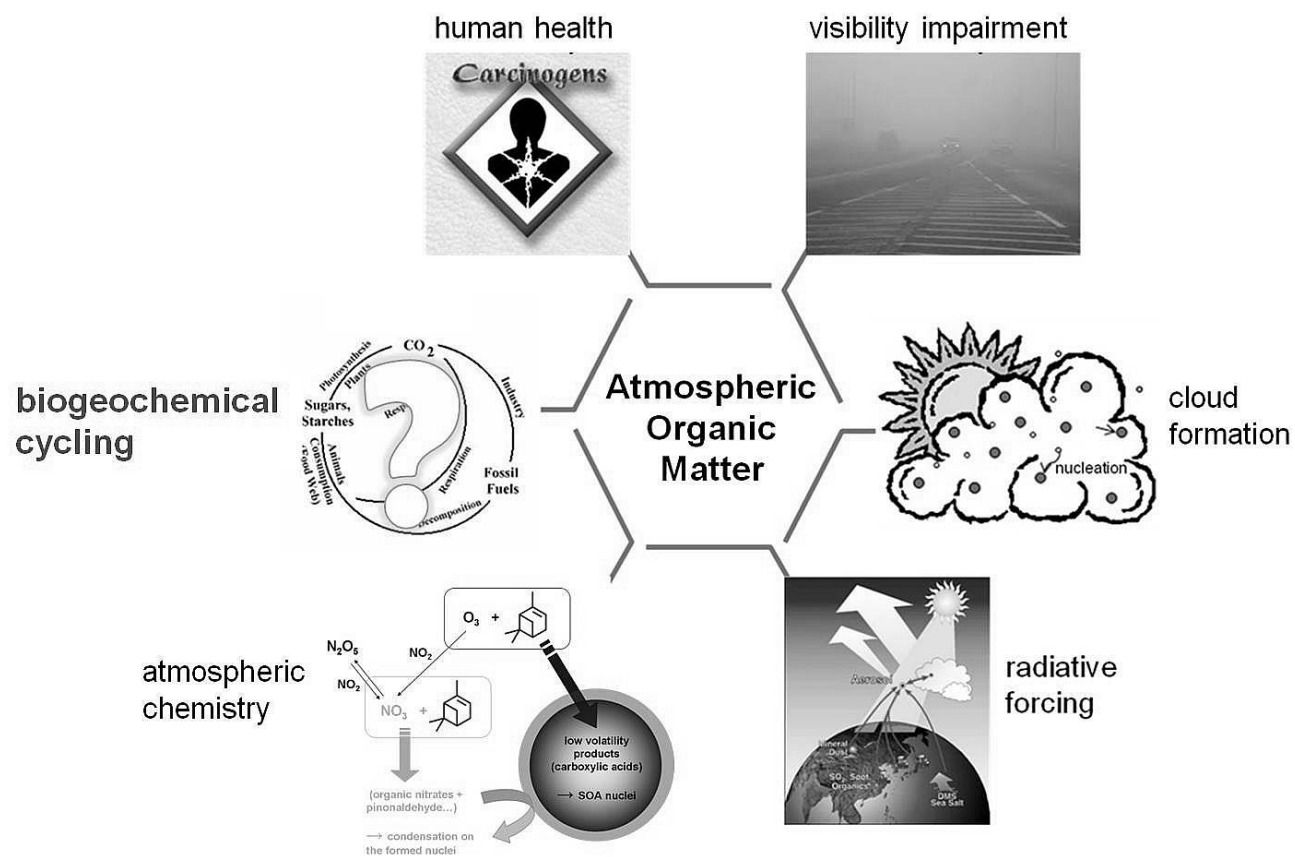 human health
visibility impairment
Carcinogens
biogeochemical
cycling
CO2
Photosynthesis
Plants
Industry
Sugars,
Starches
Resp
Respiration
Animals
Consumption
(Food Web)
Fossil
Fuels
Decomposition
Atmospheric
Organic
Matter
cloud
formation
nucleation
atmospheric
chemistry
O3 +
N2O5
NO2
NO2
NO3 +
low volatility
products
(carboxylic acids)
→ SOA nuclei
(organic nitrates +
pinonaldehyde...)
→ condensation on
the formed nuclei
radiative
forcing
Aerosol
Mineral
Dust
SO2 Soot
Organics
DMS
Sea Salt